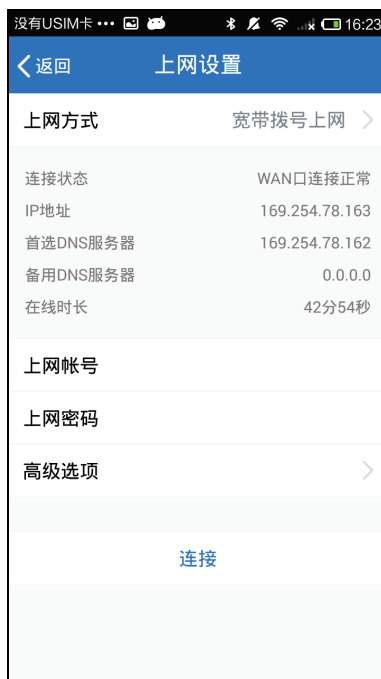 没有USIM卡 ••• 16:23
返回 上网设置
上网方式 宽带拨号上网
连接状态 WAN口连接正常
IP地址 169.254.78.163
首选DNS服务器 169.254.78.162
备用DNS服务器 0.0.0.0
在线时长 42分54秒
上网帐号
上网密码
高级选项
连接